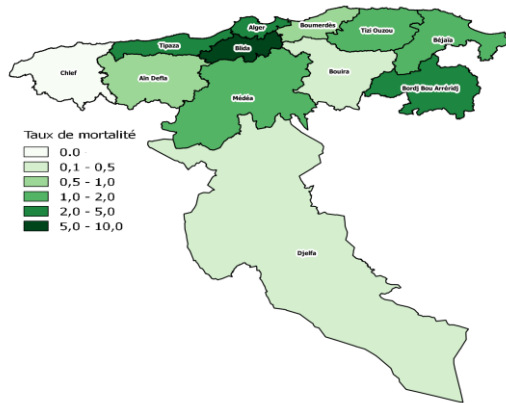 Alger
Boumerdès
Tizi Ouzou
Béjaïa
Tipaza
Blida
Chlef
Ain Defla
Bouira
Bordj Bou Arréridj
Médéa
Taux de mortalité
0.0
0,1 - 0,5
0,5 - 1,0
1,0 - 2,0
2,0 - 5,0
5,0 - 10,0
Djelfa